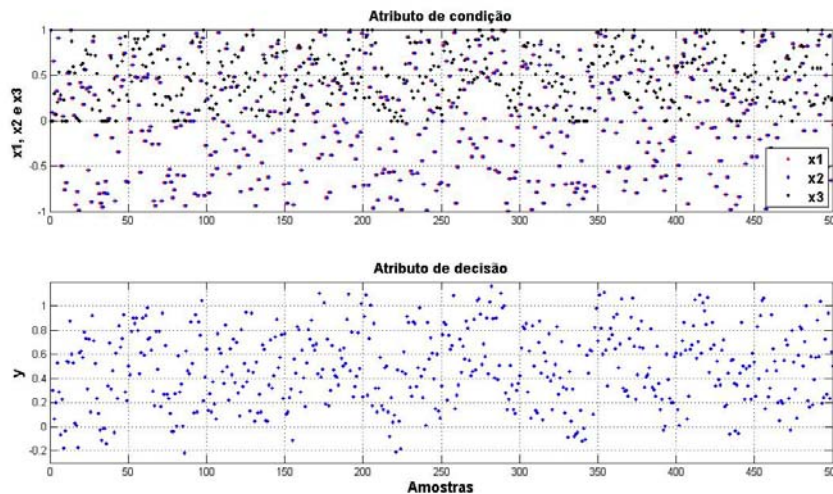 Atributo de condição
x1, x2 e x3
1
0.5
0
-0.5
-1
x1
x2
x3
0 50 100 150 200 250 300 350 400 450 500
Atributo de decisão
y
1
0.8
0.6
0.4
0.2
0
-0.2
0 50 100 150 200 250 300 350 400 450 500
Amostras